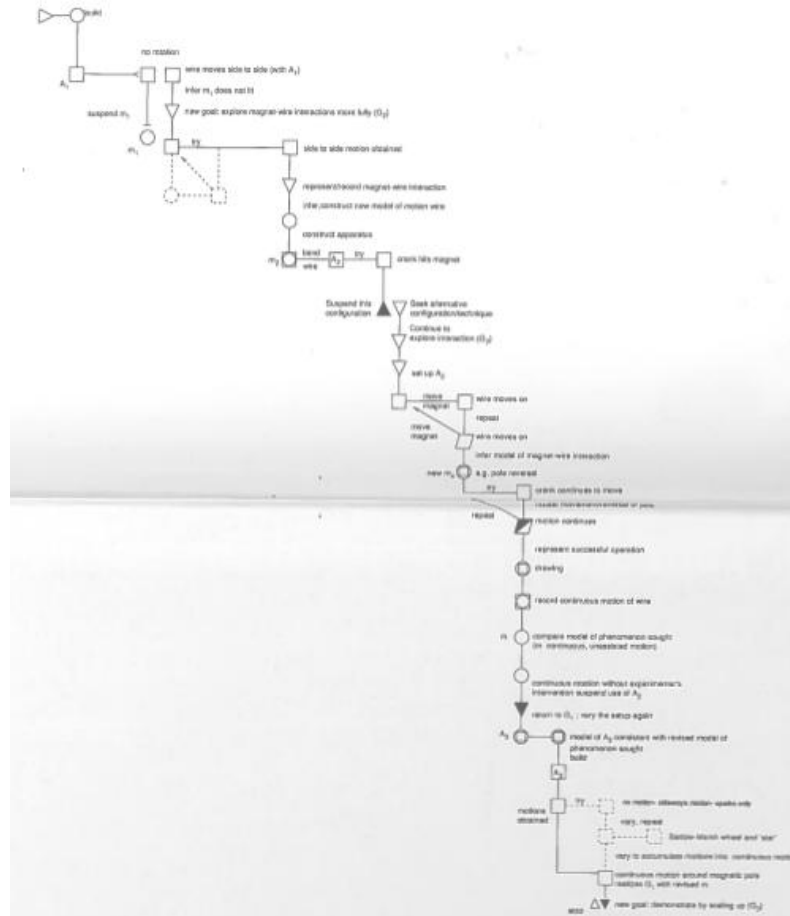 build
no rotation
A₁
wire moves side to side (with A₁)
infer m₁ does not fit
suspend m₁
new goal: explore magnet-wire interactions more fully (G₂)
m₁
try
side to side motion obtained
represent/record magnet-wire interaction
infer, construct new model of motion wire
construct apparatus
m₂
bend
wire
A₂
try
crank hits magnet
Suspend this
configuration
Seek alternative
configuration/technique
Continue to
explore interaction (G₂)
set up A₂
move
magnet
wire moves on
repeat
move
magnet
wire moves on
infer model of magnet-wire interaction
new m₄
e.g. pole reversal
try
crank continues to move
repeat
motion continues
represent successful operation
drawing
record continuous motion of wire
m
compare model of phenomenon sought
continuous, unassisted motion)
continuous rotation without experimenter's
intervention suspend use of A₂
return to G₁ ; vary the setup again
A₃
model of A₃ consistent with revised model of
phenomenon sought
build
A₃
try
motions
obtained
no motion- sideways motion- sparks only
vary, repeat
Barlow-Marsh wheel and 'star'
vary to accumulate motions into continuous
continuous motion around magnetic pole
realizes G₁ with revised m
also
new goal: demonstrate by scaling up (G₃)